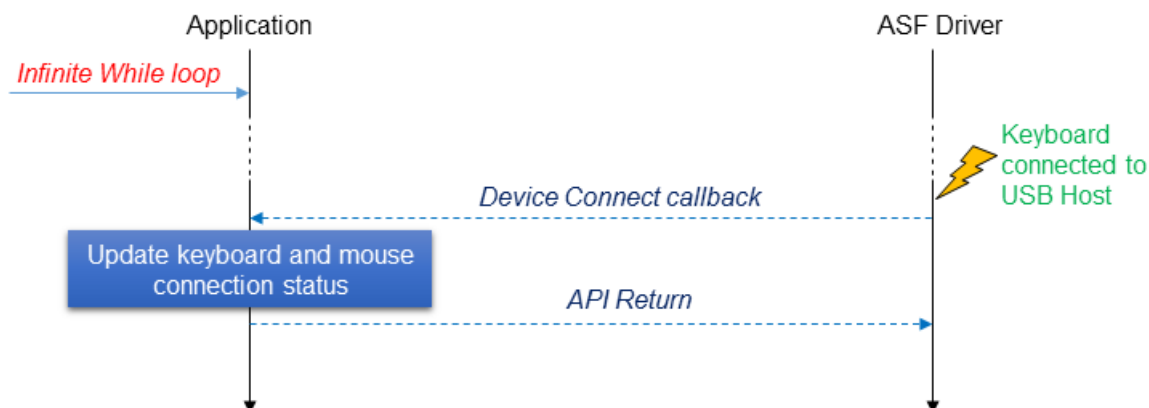 Application
ASF Driver
Infinite While loop
Keyboard
connected to
USB Host
Device Connect callback
Update keyboard and mouse
connection status
API Return